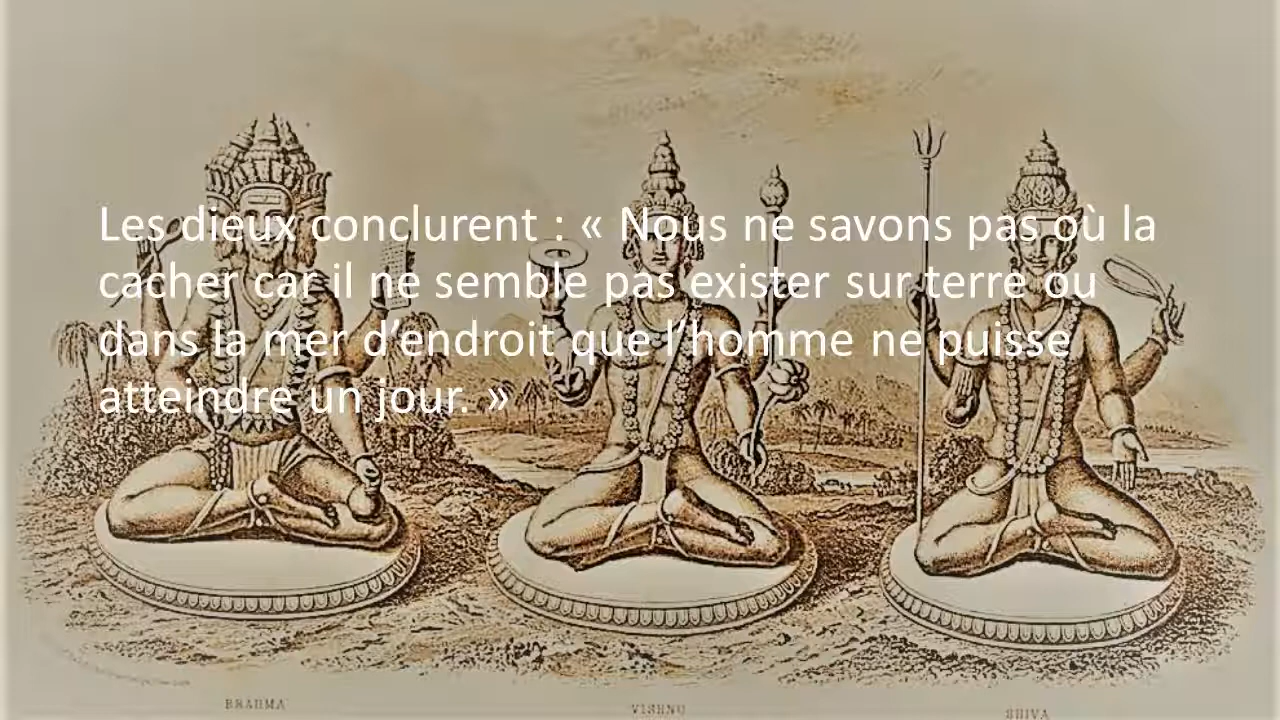 Les dieux conclurent : « Nous ne savons pas où la
cacher car il ne semble pas exister sur terre ou
dans la mer d’endroit que l’homme ne puisse
atteindre un jour. »
BRAHMA
VISHNU
SHIVA